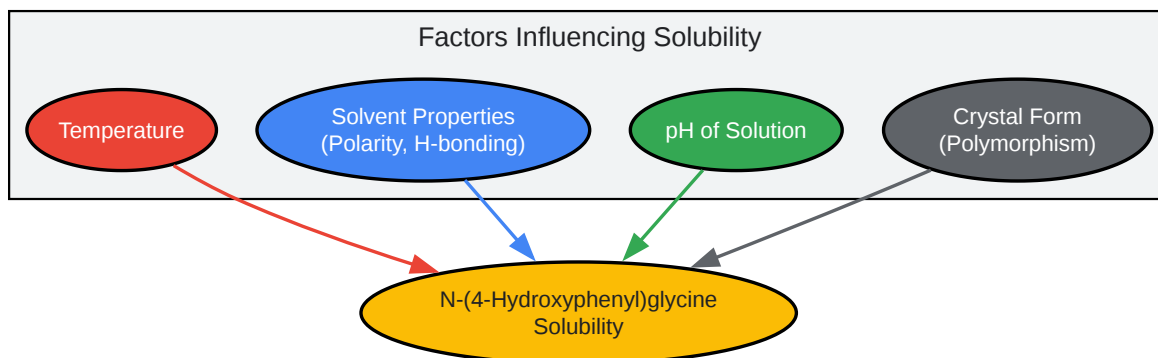 Factors Influencing Solubility
Temperature
Solvent Properties
(Polarity, H-bonding)
pH of Solution
Crystal Form
(Polymorphism)
N-(4-Hydroxyphenyl)glycine
Solubility